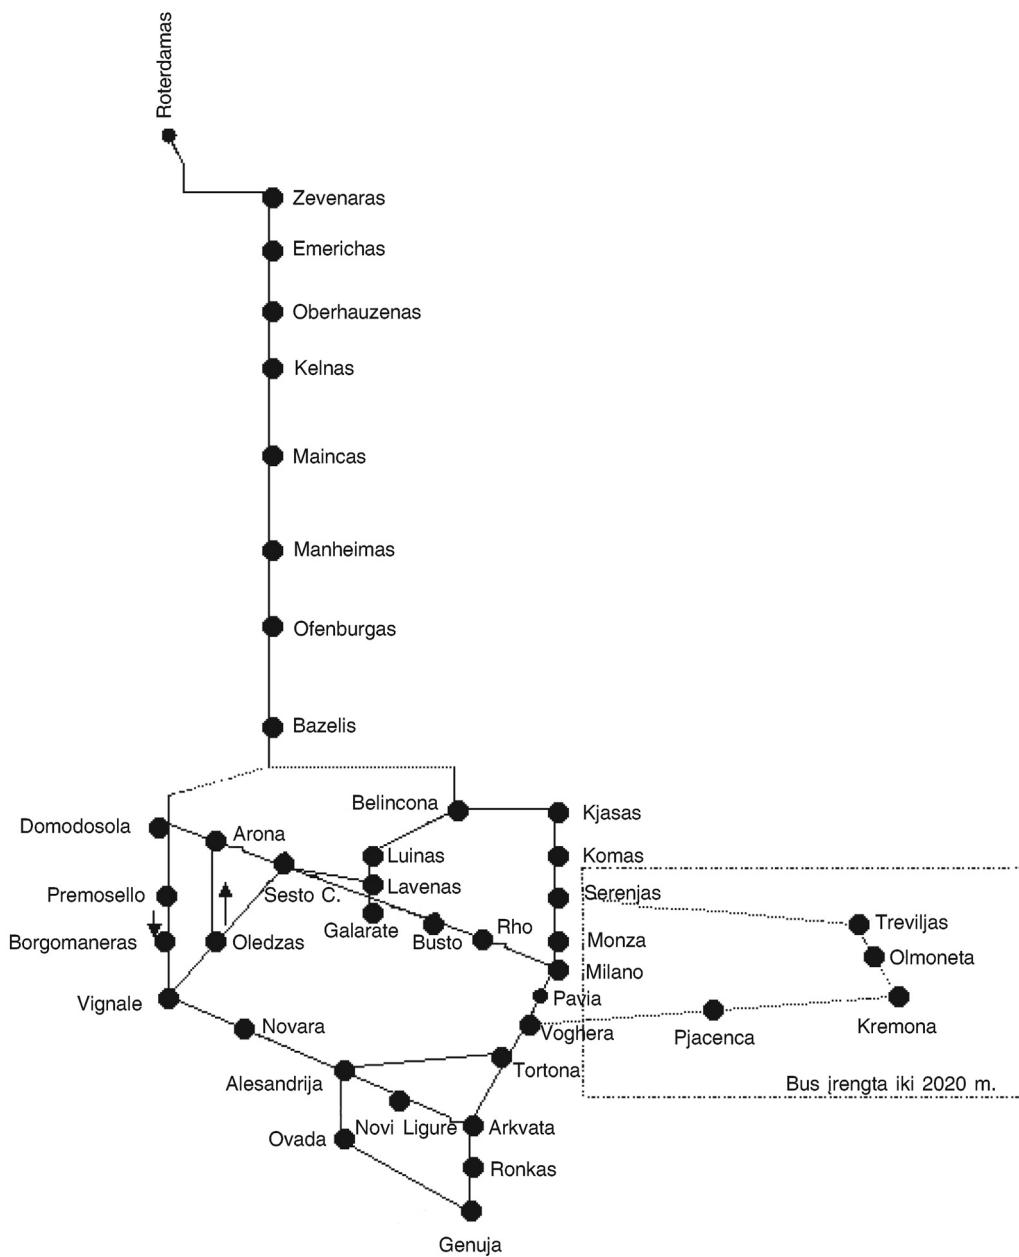 Roterdamas
Zevenaras
Emerichas
Oberhauzenas
Kelnas
Maincas
Manheimas
Ofenburgas
Bazelis
Belincona
Kjasas
Domodosola
Arona
Luinas
Komas
Premosello
Sesto C.
Lavenas
Serenjas
Galarate
Busto
Rho
Treviljas
Borgomaneras
Oledzas
Monza
Olmoneta
Milano
Vignale
Pavia
Kremona
Novara
Voghera
Pjacenca
Alesandrija
Tortona
Bus įrengta iki 2020 m.
Novi Ligure
Arkvata
Ovada
Ronkas
Genuja